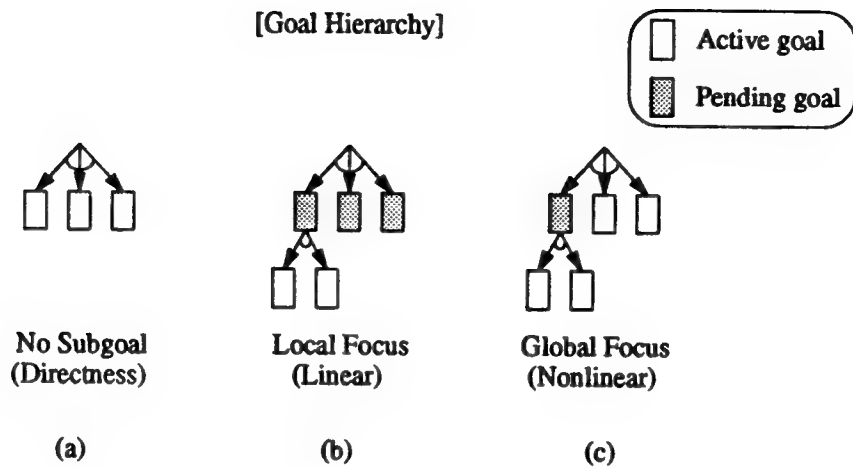 [Goal Hierarchy]
Active goal
Pending goal
No Subgoal
(Directness)
Local Focus
(Linear)
Global Focus
(Nonlinear)
(a)
(b)
(c)